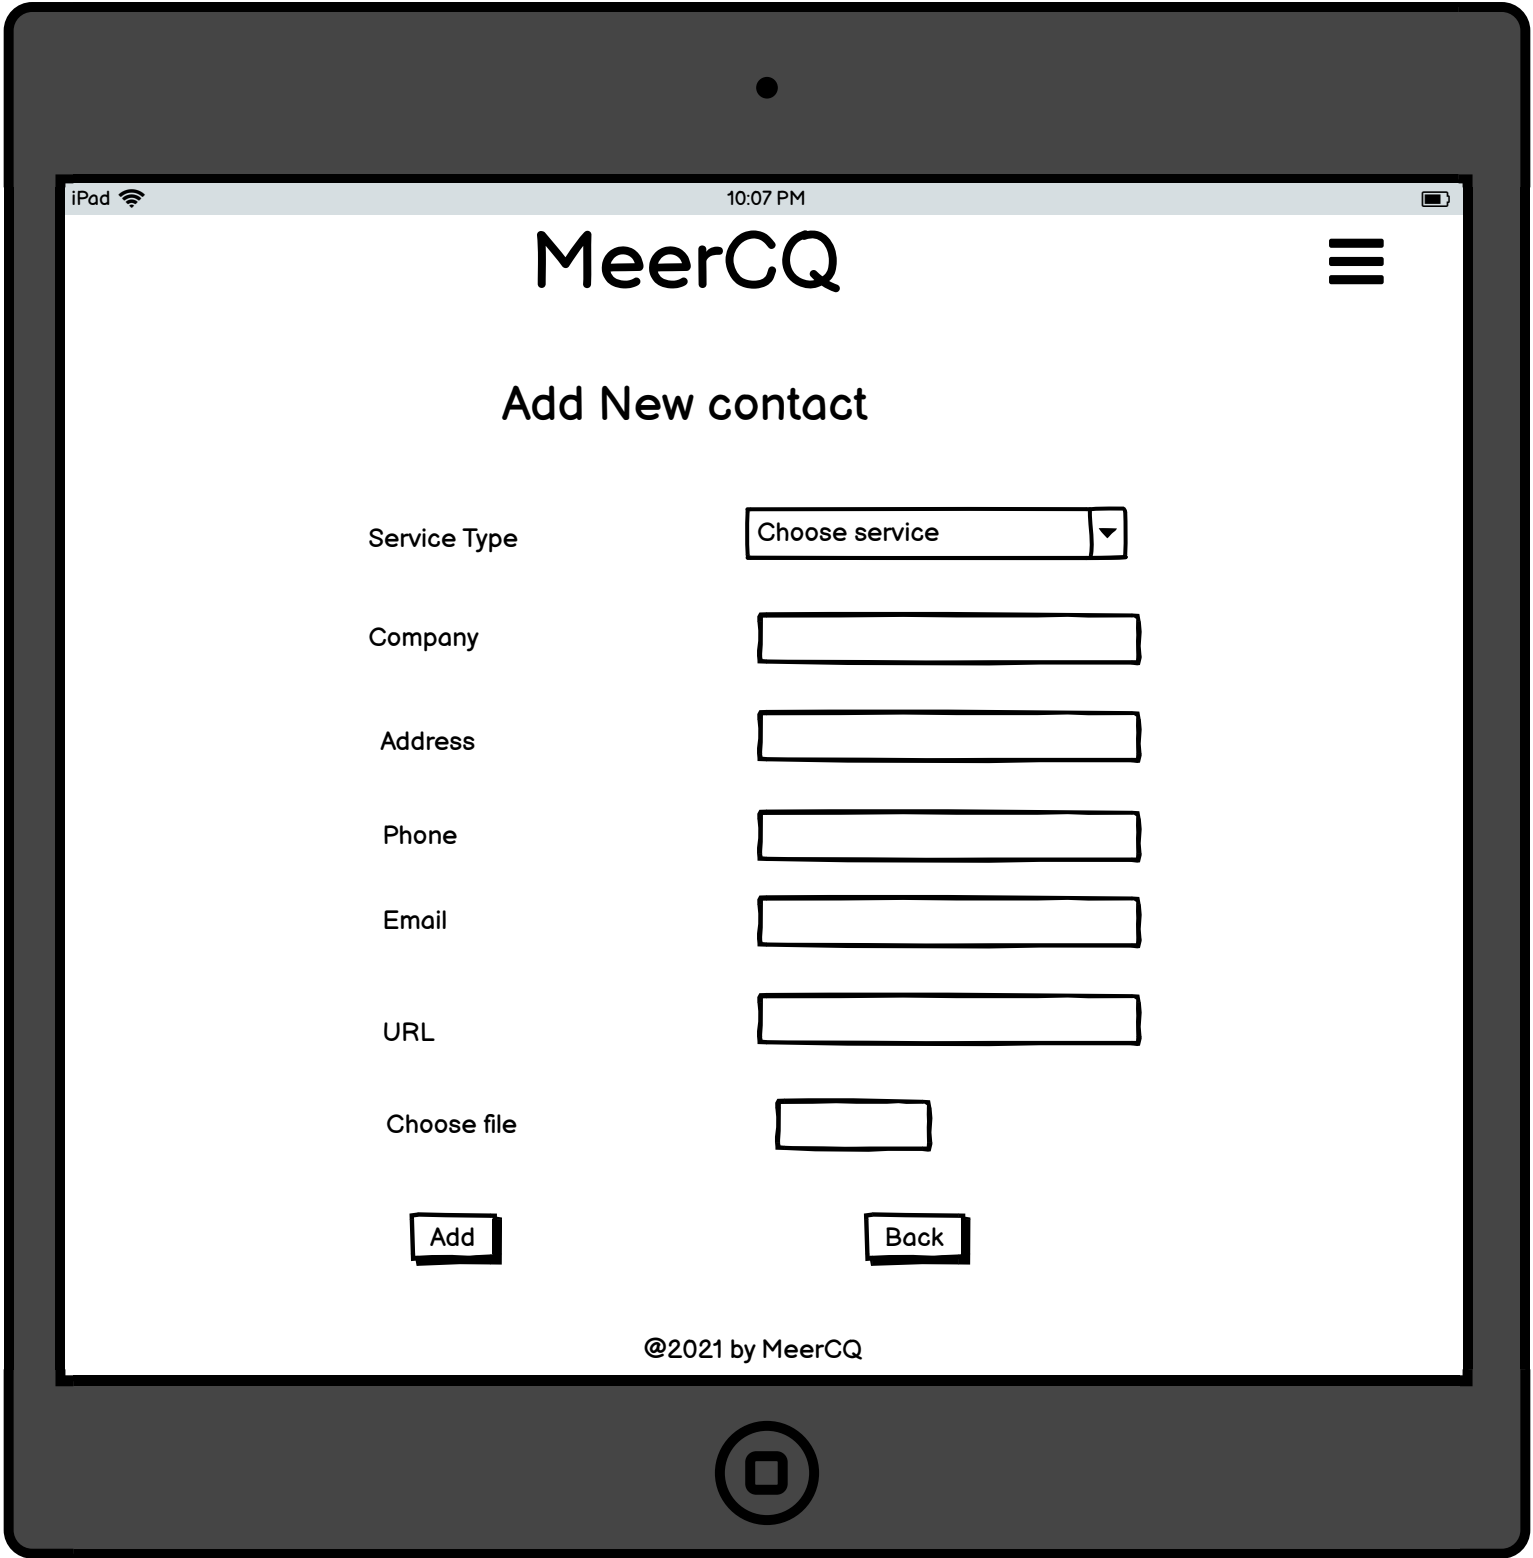 iPad 10:07 PM
MeerCQ
Add New contact
Service Type Choose service
Company
Address
Phone
Email
URL
Choose file
Add Back
@2021 by MeerCQ